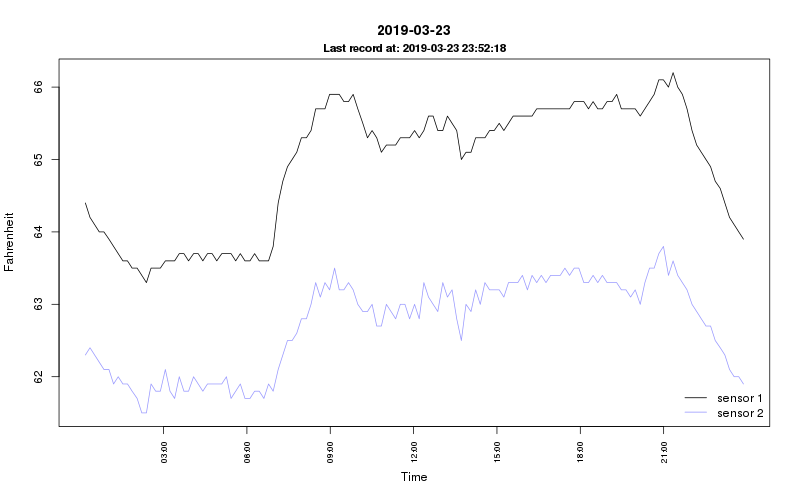 2019-03-23
Last record at: 2019-03-23 23:52:18
Fahrenheit
66
65
64
63
62
sensor 1
sensor 2
03:00
06:00
09:00
12:00
15:00
18:00
21:00
Time